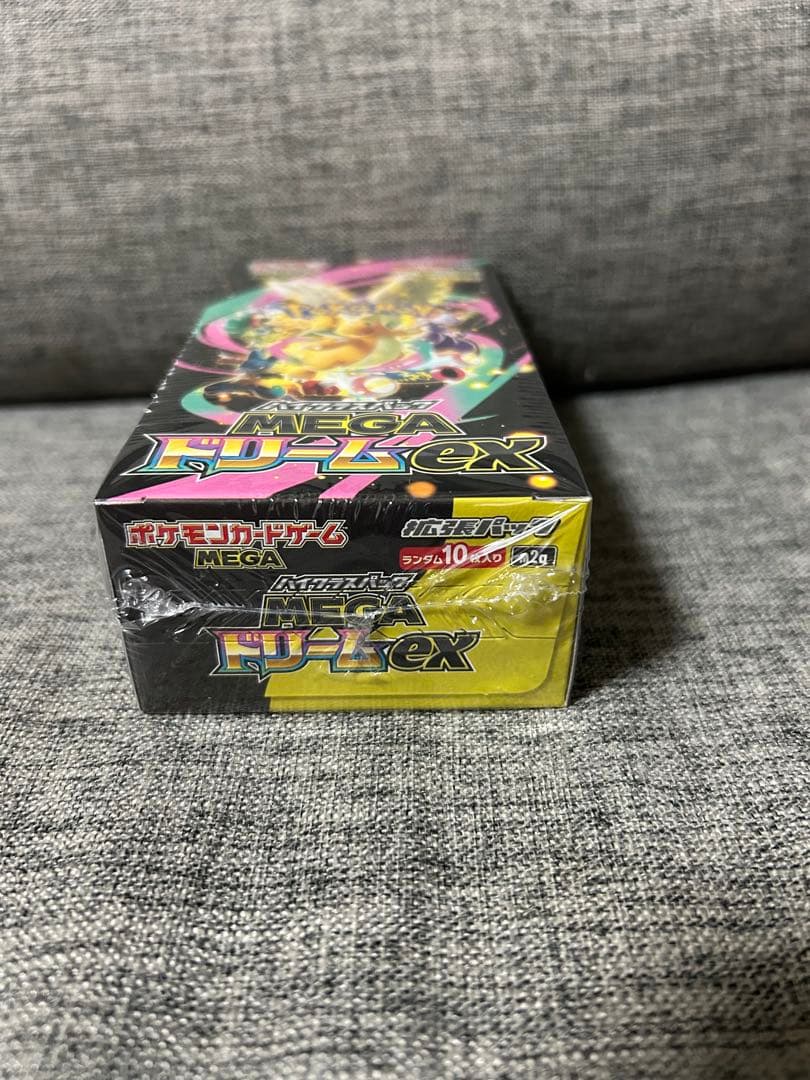 ハイクラスパック
MEGA
ドリームex
ポケモンカードゲーム
MEGA
拡張パック
ランダム10枚入り
ハイクラスパック
MEGA
ドリームex